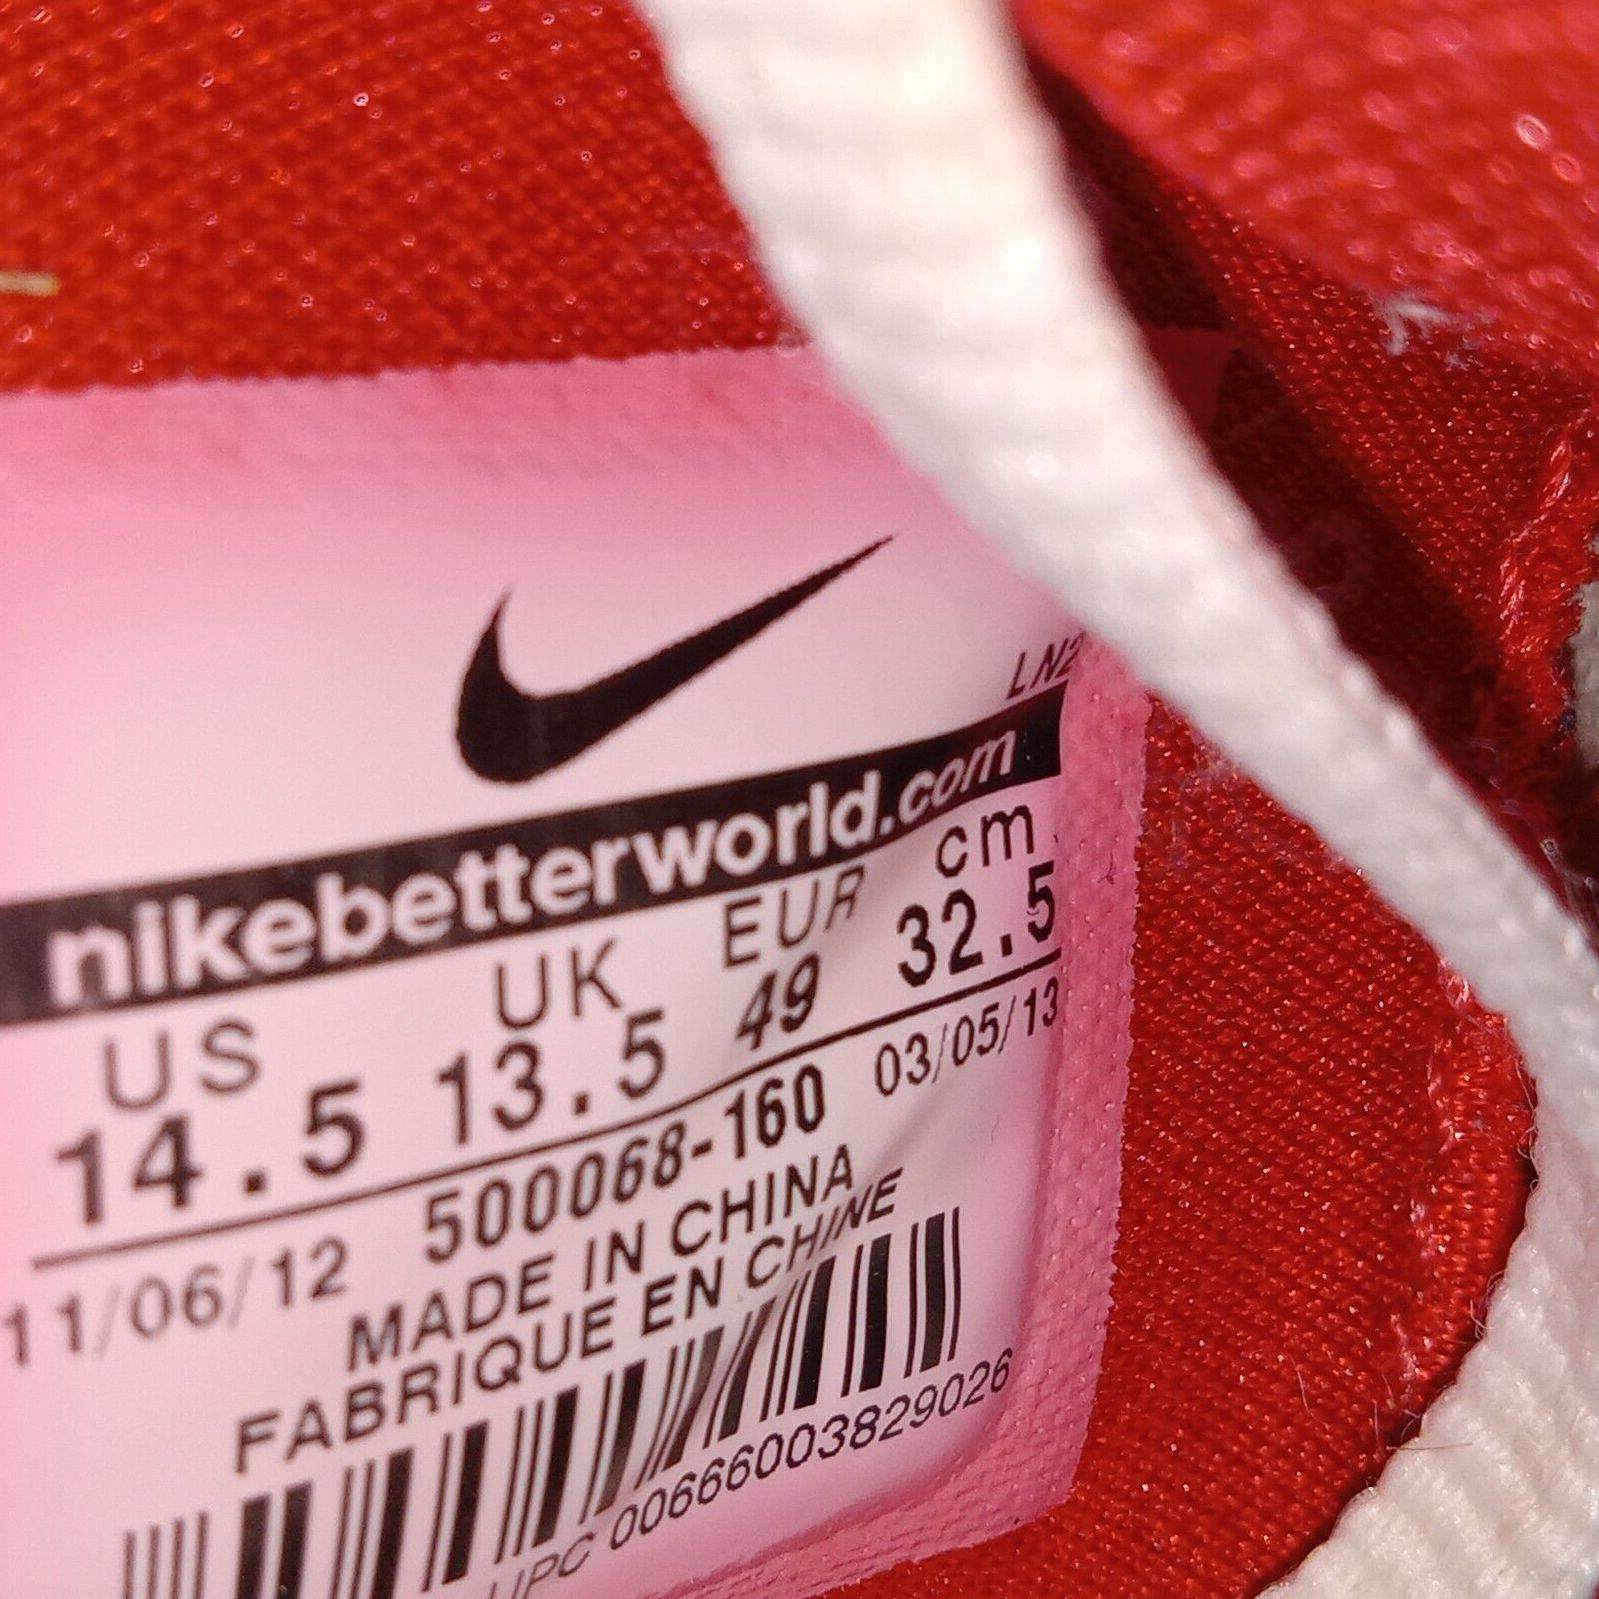 LN2
nikebetterworld.com
US UK EUR cm
14.5 13.5 49 32.5
11/06/12 500068-160 03/05/13
MADE IN CHINA
FABRIQUE EN CHINE
UPC 00666003829026